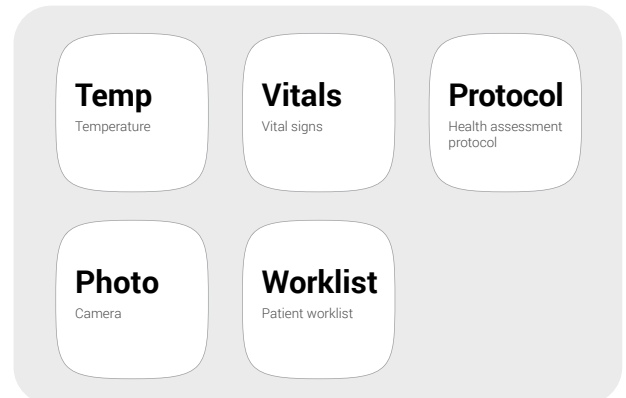 Temp
Temperature
Vitals
Vital signs
Protocol
Health assessment
protocol
Photo
Camera
Worklist
Patient worklist